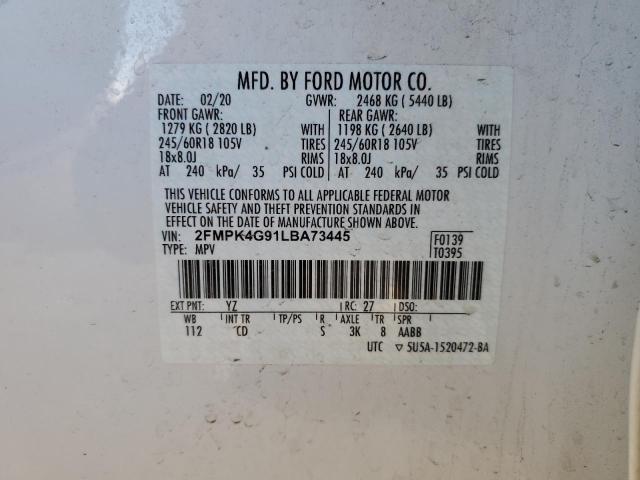 MFD. BY FORD MOTOR CO.
DATE: 02/20 GVWR: 2468 KG ( 5440 LB)
FRONT GAWR: REAR GAWR:
1279 KG ( 2820 LB) WITH 1198 KG ( 2640 LB) WITH
245/60R18 105V TIRES 245/60R18 105V TIRES
18x8.0J RIMS 18x8.0J RIMS
AT 240 kPa/ 35 PSI COLD AT 240 kPa/ 35 PSI COLD
THIS VEHICLE CONFORMS TO ALL APPLICABLE FEDERAL MOTOR
VEHICLE SAFETY AND THEFT PREVENTION STANDARDS IN
EFFECT ON THE DATE OF MANUFACTURE SHOWN ABOVE.
VIN: 2FMPK4G91LBA73445 F0139
TYPE: MPV T0395
EXT PNT: YZ RC: 27 DSO:
WB INT TR TP/PS R AXLE TR SPR
112 CD S 3K 8 AABB
UTC ▽ 5U5A-1520472-BA